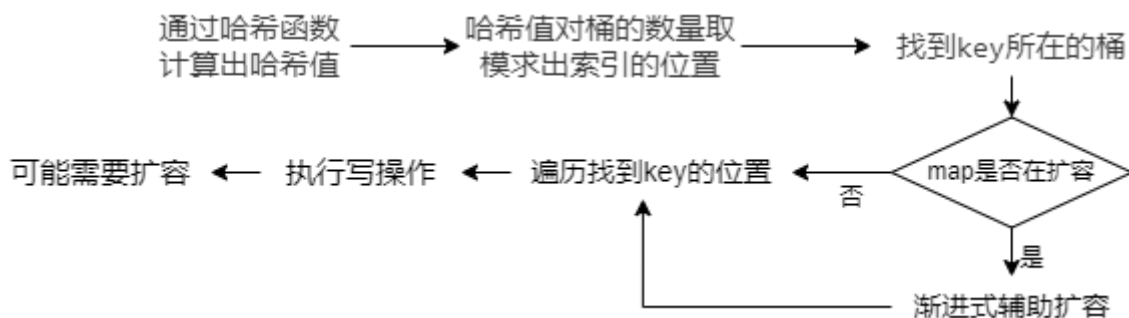 通过哈希函数
计算出哈希值
哈希值对桶的数量取
模求出索引的位置
找到key所在的桶
map是否在扩容
否
遍历找到key的位置
执行写操作
可能需要扩容
是
渐进式辅助扩容